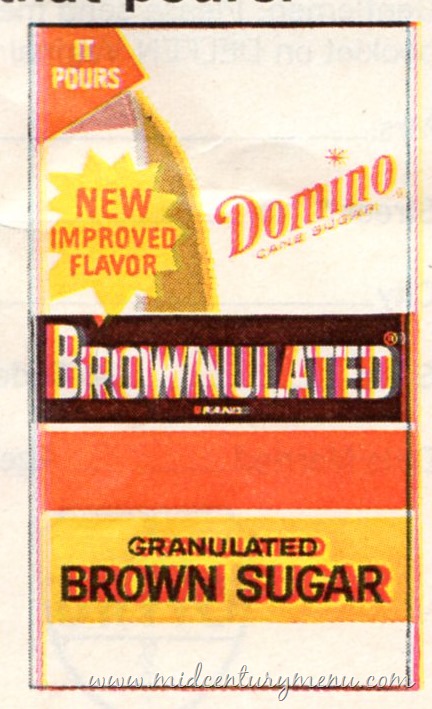 that pours.
IT
POURS
Domino
CANE SUGAR
NEW
IMPROVED
FLAVOR
BROWNULATED®
BRAND
GRANULATED
BROWN SUGAR
www.midcenturymenu.com